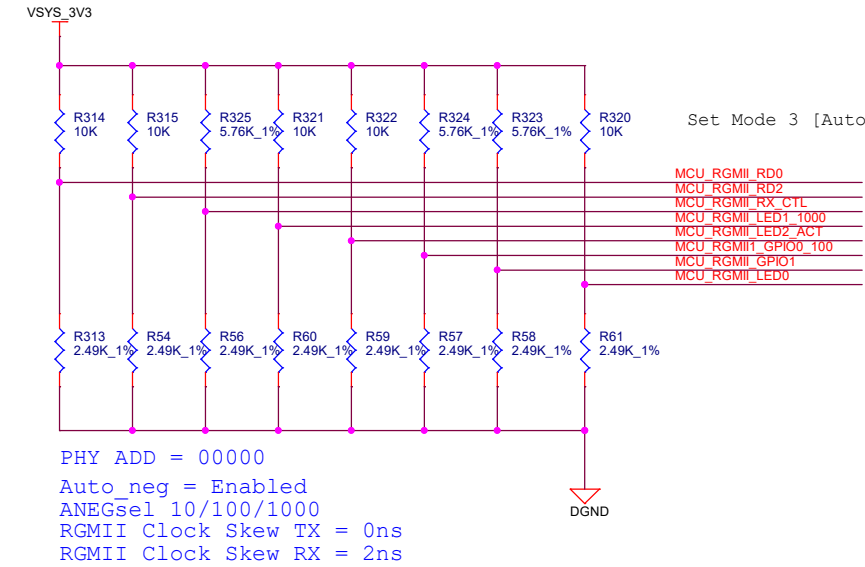 VSYS_3V3
R314
10K
R315
10K
R325
5.76K_1%
R321
10K
R322
10K
R324
5.76K_1%
R323
5.76K_1%
R320
10K
Set Mode 3 [Auto
MCU_RGMII_RD0
MCU_RGMII_RD2
MCU_RGMII_RX_CTL
MCU_RGMII_LED1_1000
MCU_RGMII_LED2_ACT
MCU_RGMII1_GPIO0_100
MCU_RGMII_GPIO1
MCU_RGMII_LED0
R313
2.49K_1%
R54
2.49K_1%
R56
2.49K_1%
R60
2.49K_1%
R59
2.49K_1%
R57
2.49K_1%
R58
2.49K_1%
R61
2.49K_1%
PHY ADD = 00000
Auto_neg = Enabled
ANEGsel 10/100/1000
RGMII Clock Skew TX = 0ns
RGMII Clock Skew RX = 2ns
DGND